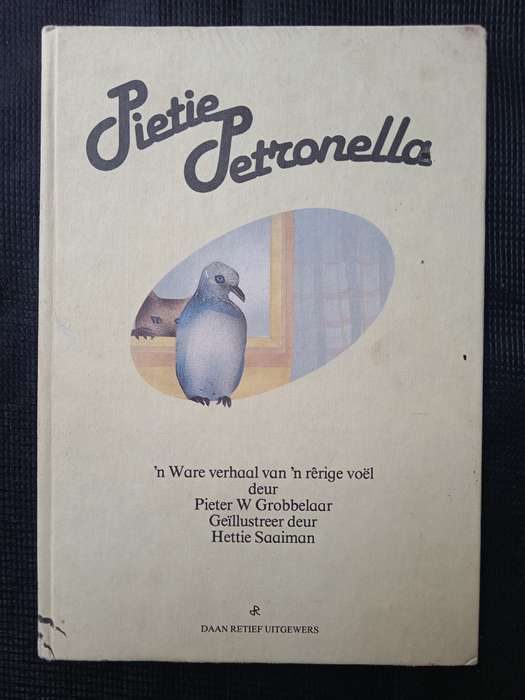 Pietie
Petronella
'n Ware verhaal van 'n rêrige voël
deur
Pieter W Grobbelaar
Geïllustreer deur
Hettie Saaiman
DAAN RETIEF UITGEWERS